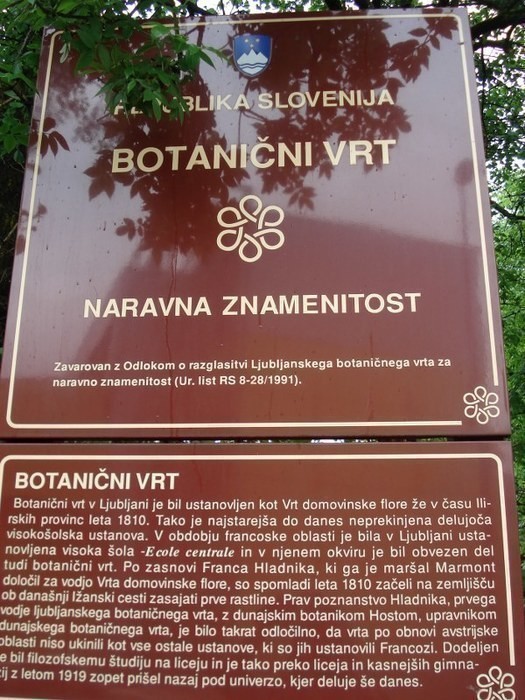 REPUBLIKA SLOVENIJA
BOTANIČNI VRT
NARAVNA ZNAMENITOST
Zavarovan z Odlokom o razglasitvi Ljubljanskega botaničnega vrta za
naravno znamenitost (Ur. list RS 8-28/1991).
BOTANIČNI VRT
Botanični vrt v Ljubljani je bil ustanovljen kot Vrt domovinske flore že v času Ili-
rskih provinc leta 1810. Tako je najstarejša do danes neprekinjena delujoča
visokošolska ustanova. V obdobju francoske oblasti je bila v Ljubljani usta-
novljena visoka šola -Ecole centrale in v njenem okviru je bil obvezen del
tudi botanični vrt. Po zasnovi Franca Hladnika, ki ga je maršal Marmont
določil za vodjo Vrta domovinske flore, so spomladi leta 1810 začeli na zemljišču
ob današnji Ižanski cesti zasajati prve rastline. Prav poznanstvo Hladnika, prvega
vodje ljubljanskega botaničnega vrta, z dunajskim botanikom Hostom, upravnikom
dunajskega botaničnega vrta, je bilo takrat odločilno, da vrta po obnovi avstrijske
oblasti niso ukinili kot vse ostale ustanove, ki so jih ustanovili Francozi. Dodeljen
je bil filozofskemu študiju na liceju in je tako preko liceja in kasnejših gimna-
zij z letom 1919 zopet prišel nazaj pod univerzo, kjer deluje še danes.